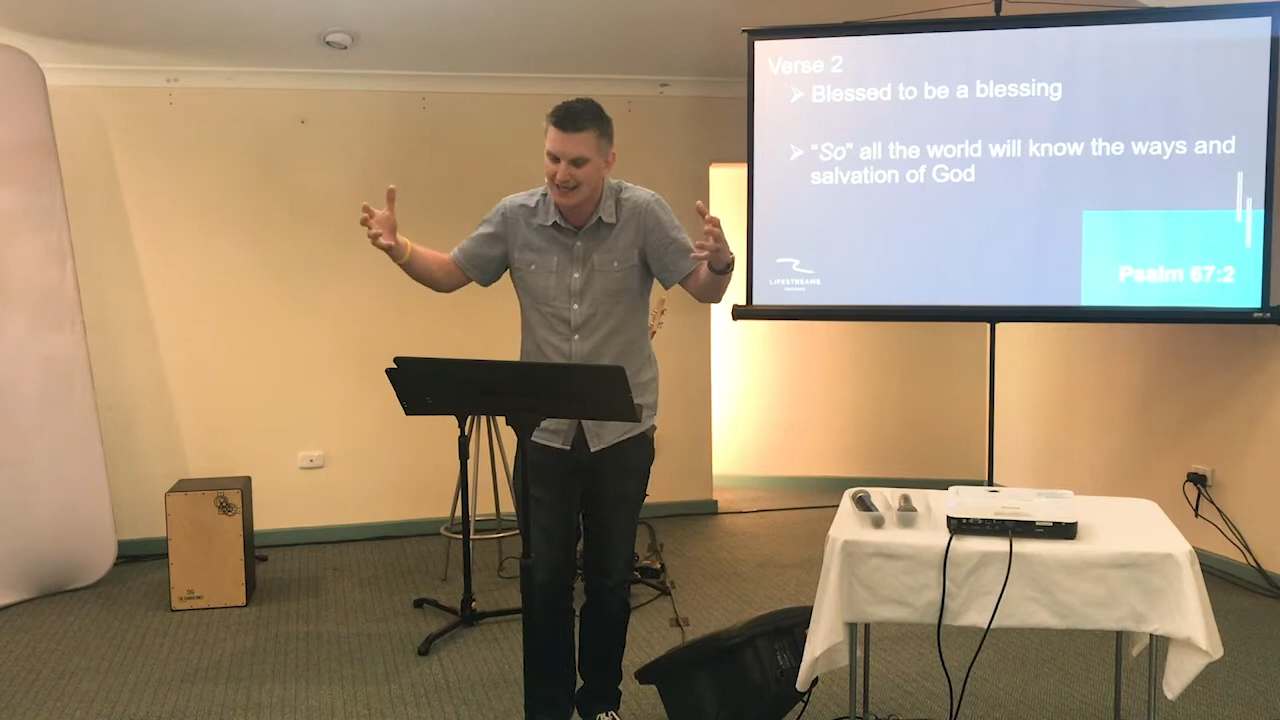 Verse 2
➢ Blessed to be a blessing
➢ “So” all the world will know the ways and
salvation of God
Psalm 67:2
LIFESTREAMS